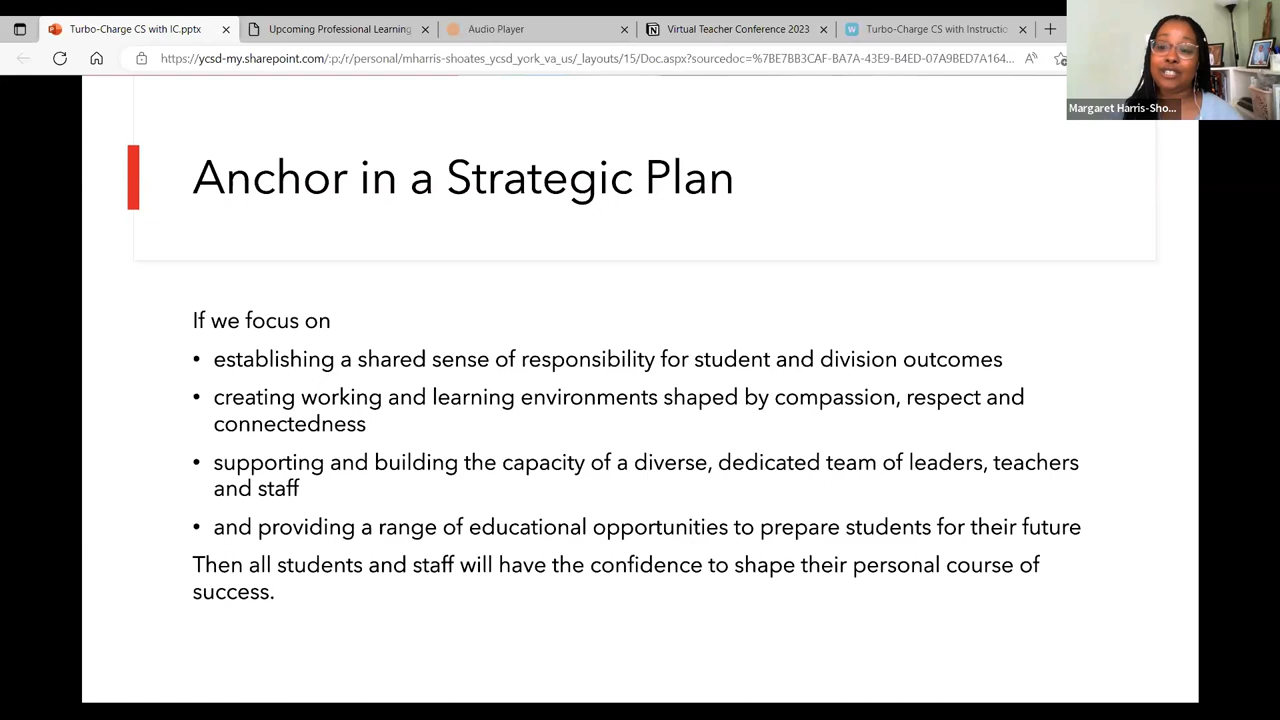 Turbo-Charge CS with IC.pptx
Upcoming Professional Learning
Audio Player
Virtual Teacher Conference 2023
Turbo-Charge CS with Instructio
https://ycsd-my.sharepoint.com/:p:/r/personal/mharris-shoates_ycsd_york_va_us/_layouts/15/Doc.aspx?sourcedoc=%7BE7BB3CAF-BA7A-43E9-B4ED-07A9BED7A164...
Margaret Harris-Sho...
Anchor in a Strategic Plan
If we focus on
• establishing a shared sense of responsibility for student and division outcomes
• creating working and learning environments shaped by compassion, respect and
connectedness
• supporting and building the capacity of a diverse, dedicated team of leaders, teachers
and staff
• and providing a range of educational opportunities to prepare students for their future
Then all students and staff will have the confidence to shape their personal course of
success.